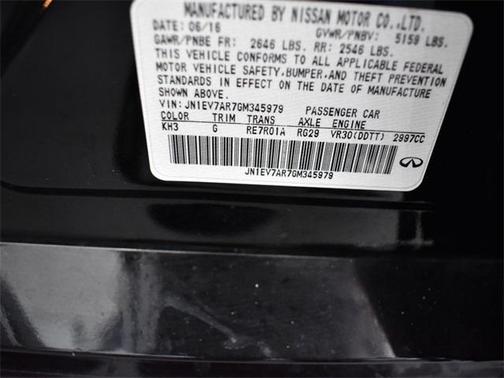 MANUFACTURED BY NISSAN MOTOR CO.,LTD.
DATE: 06/16 GVWR/PNBV: 5159 LBS.
GAWR/PNBE FR: 2646 LBS. RR: 2546 LBS.
THIS VEHICLE CONFORMS TO ALL APPLICABLE FEDERAL
MOTOR VEHICLE SAFETY,BUMPER,AND THEFT PREVENTION
STANDARDS IN EFFECT ON THE DATE OF MANUFACTURE
SHOWN ABOVE.
VIN: JN1EV7AR7GM345979 PASSENGER CAR
COLOR TRIM TRANS AXLE ENGINE
KH3 G RE7R01A RG29 VR30(DDTT) 2997CC
JN1EV7AR7GM345979